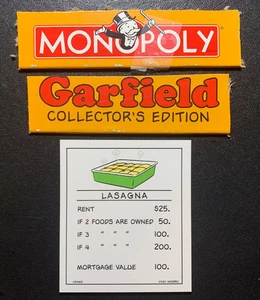 MONOPOLY
Garfield
COLLECTOR'S EDITION
LASAGNA
RENT $25.
IF 2 FOODS ARE OWNED 50.
IF 3 " " " 100.
IF 4 " " " 200.
MORTGAGE VALUE 100.